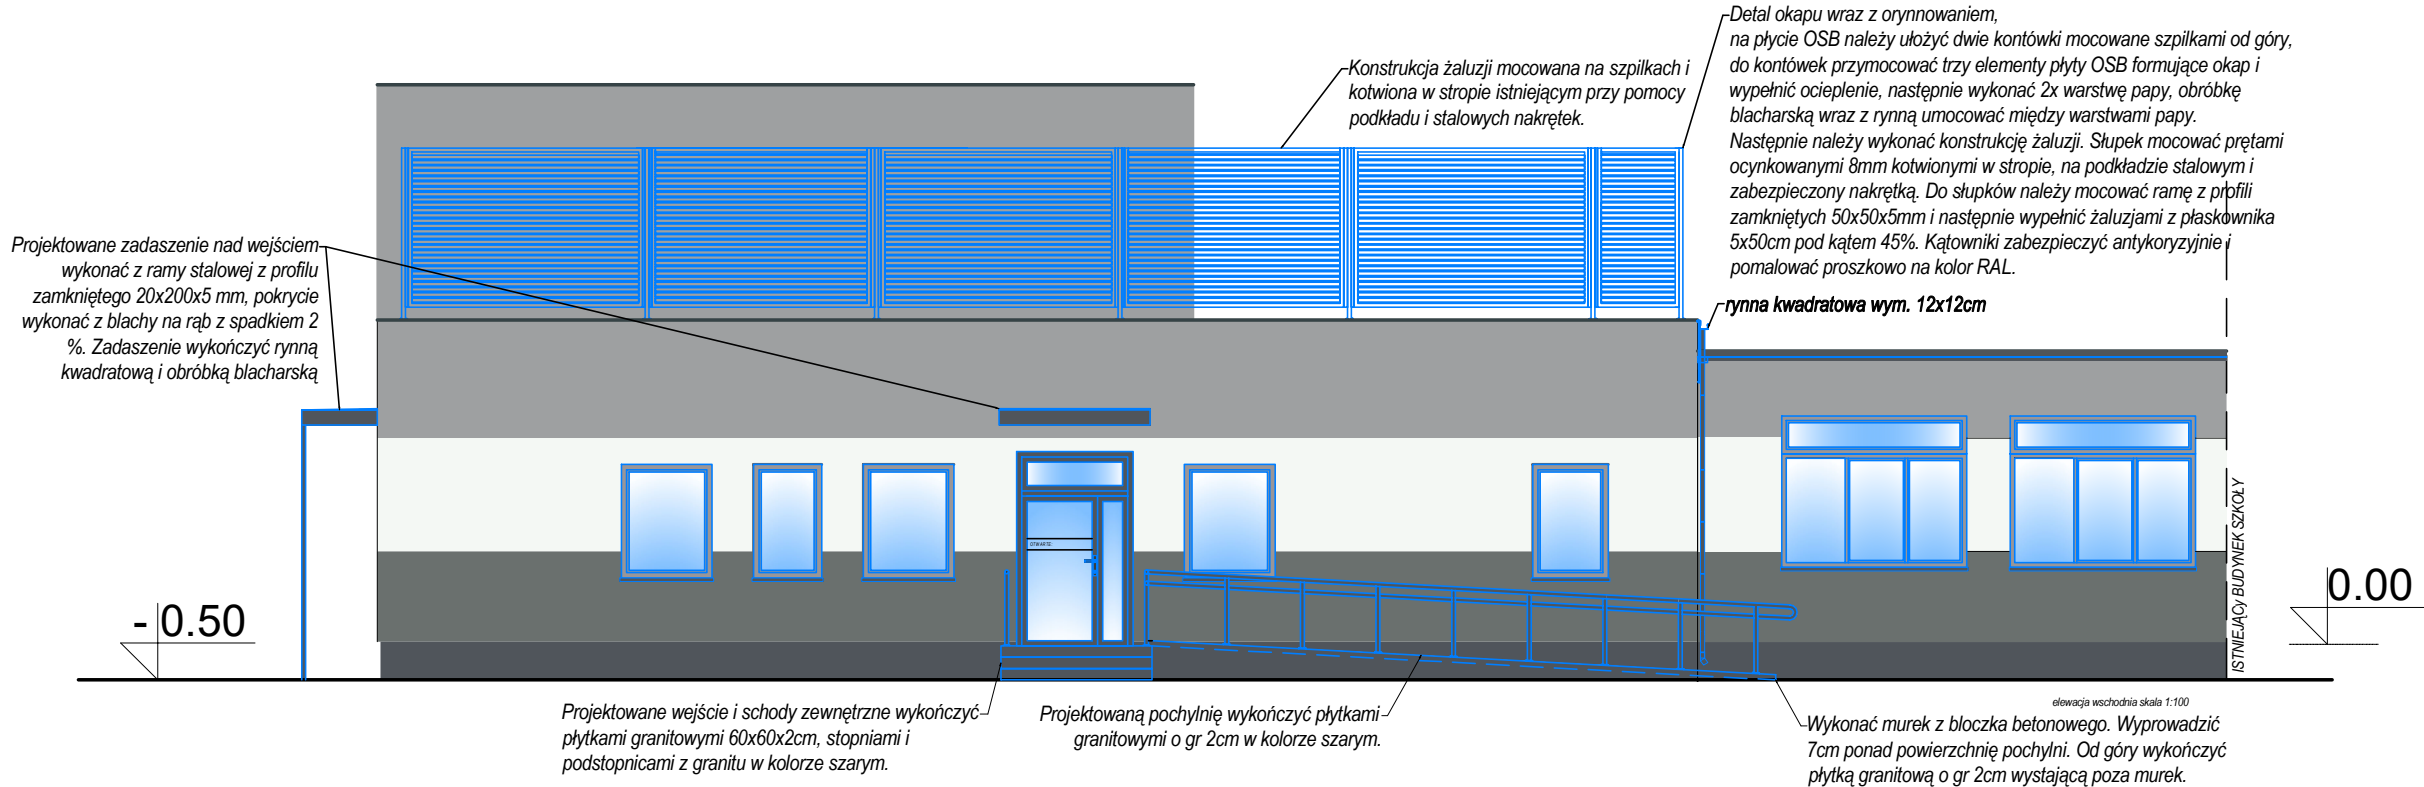 Detal okapu wraz z orynnowaniem,
na płycie OSB należy ułożyć dwie kontówki mocowane szpilkami od góry,
do kontówek przymocować trzy elementy płyty OSB formujące okap i
wypełnić ocieplenie, następnie wykonać 2x warstwę papy, obróbkę
blacharską wraz z rynną umocować między warstwami papy.
Następnie należy wykonać konstrukcję żaluzji. Słupek mocować prętami
ocynkowanymi 8mm kotwionymi w stropie, na podkładzie stalowym i
zabezpieczony nakrętką. Do słupków należy mocować ramę z profili
zamkniętych 50x50x5mm i następnie wypełnić żaluzjami z płaskownika
5x50cm pod kątem 45%. Kątowniki zabezpieczyć antykoryzyjnie i
pomalować proszkowo na kolor RAL.
Konstrukcja żaluzji mocowana na szpilkach i
kotwiona w stropie istniejącym przy pomocy
podkładu i stalowych nakrętek.
Projektowane zadaszenie nad wejściem
wykonać z ramy stalowej z profilu
zamkniętego 20x200x5 mm, pokrycie
wykonać z blachy na rąb z spadkiem 2
%. Zadaszenie wykończyć rynną
kwadratową i obróbką blacharską
rynna kwadratowa wym. 12x12cm
OTWARTE:
ISTNIEJĄCy BUDYNEK SZKOŁY
- 0.50
0.00
elewacja wschodnia skala 1:100
Projektowane wejście i schody zewnętrzne wykończyć
płytkami granitowymi 60x60x2cm, stopniami i
podstopnicami z granitu w kolorze szarym.
Projektowaną pochylnię wykończyć płytkami
granitowymi o gr 2cm w kolorze szarym.
Wykonać murek z bloczka betonowego. Wyprowadzić
7cm ponad powierzchnię pochylni. Od góry wykończyć
płytką granitową o gr 2cm wystającą poza murek.